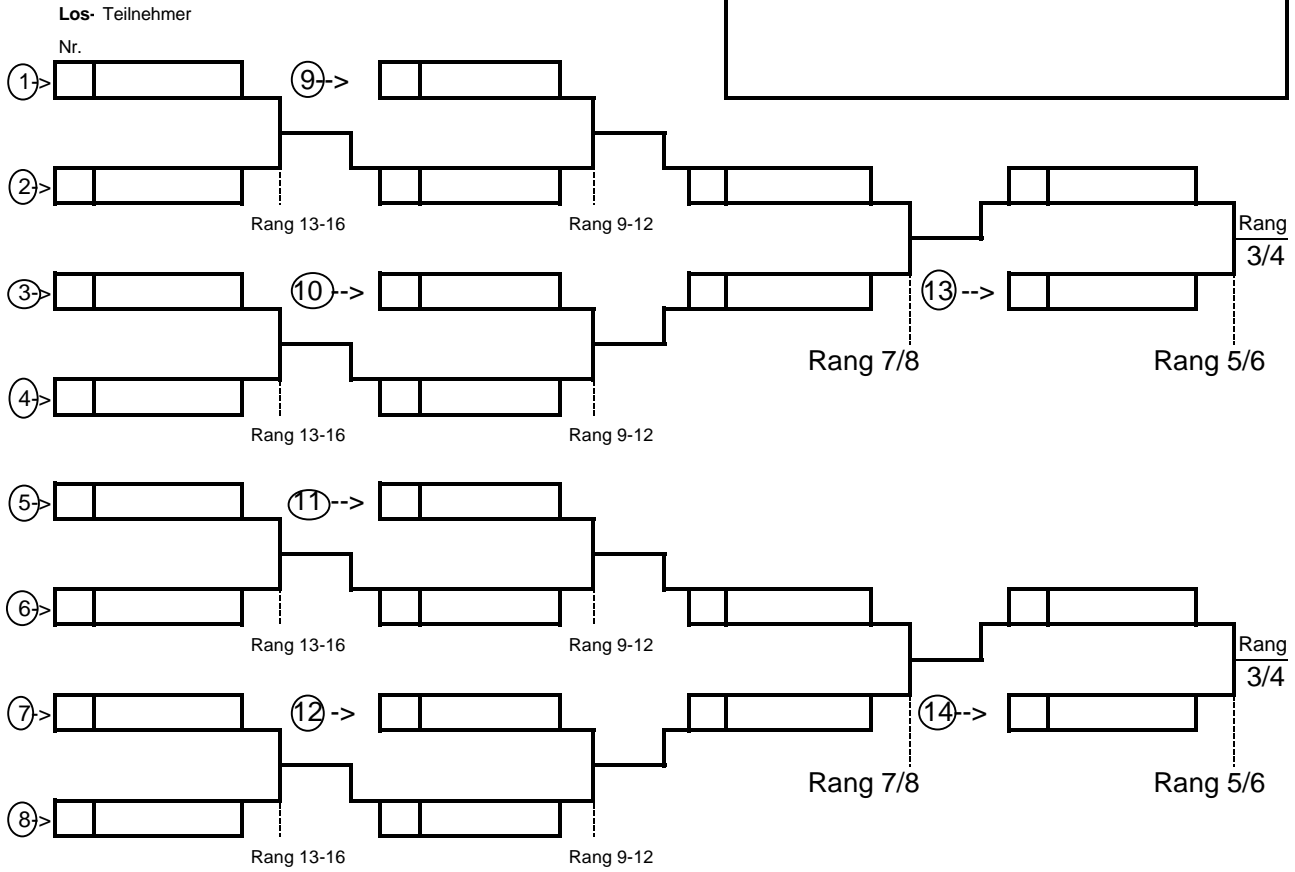 Los- Teilnehmer
Nr.
1->
9-->
2->
Rang 13-16
Rang 9-12
Rang
3/4
3->
10-->
13-->
Rang 7/8
Rang 5/6
4->
Rang 13-16
Rang 9-12
5->
11-->
6->
Rang 13-16
Rang 9-12
Rang
3/4
7->
12->
14-->
Rang 7/8
Rang 5/6
8->
Rang 13-16
Rang 9-12